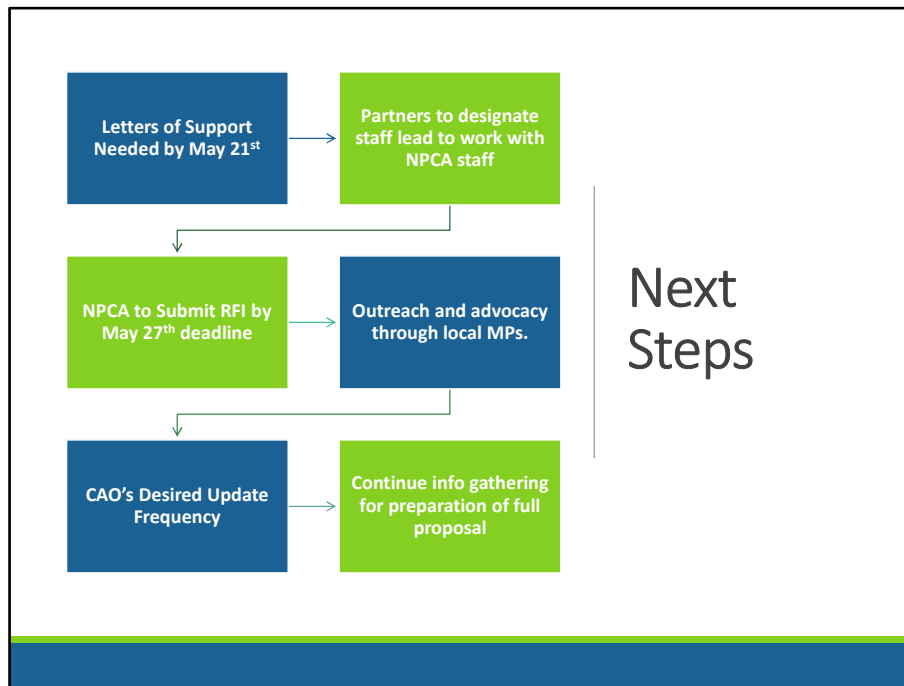 Letters of Support
Needed by May 21st
Partners to designate
staff lead to work with
NPCA staff
NPCA to Submit RFI by
May 27th deadline
Outreach and advocacy
through local MPs.
CAO’s Desired Update
Frequency
Continue info gathering
for preparation of full
proposal
Next
Steps